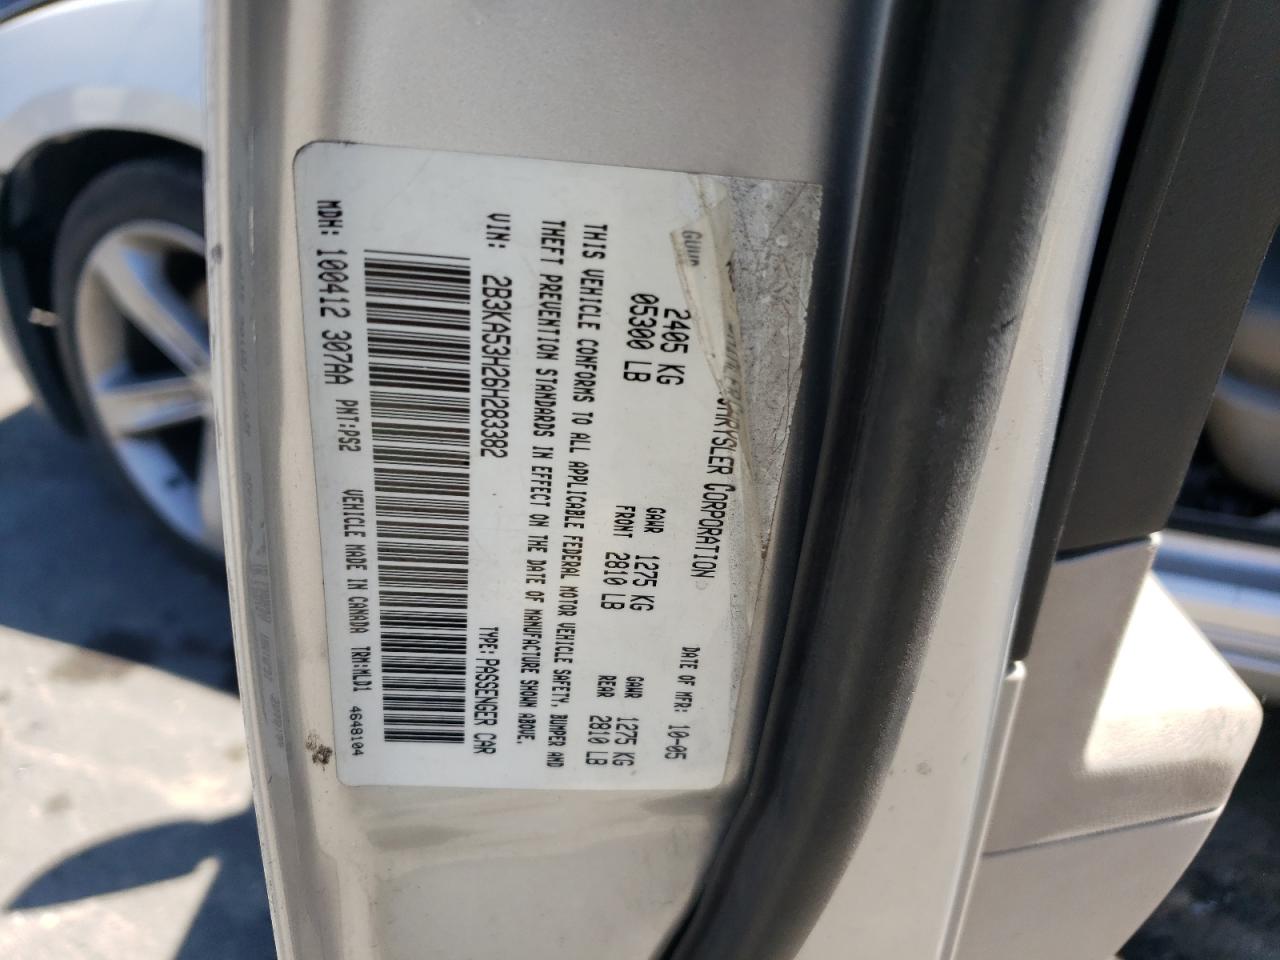 CHRYSLER CORPORATION DATE OF MFR: 10-05
2405 KG GAWR 1275 KG GAWR 1275 KG
05300 LB FRONT 2810 LB REAR 2810 LB
THIS VEHICLE CONFORMS TO ALL APPLICABLE FEDERAL MOTOR VEHICLE SAFETY, BUMPER AND
THEFT PREVENTION STANDARDS IN EFFECT ON THE DATE OF MANUFACTURE SHOWN ABOVE.
VIN: 2B3KA53H26H283382 TYPE: PASSENGER CAR
MDH: 100412 307AA PNT:PS2 VEHICLE MADE IN CANADA TRM:MLD1 4648104